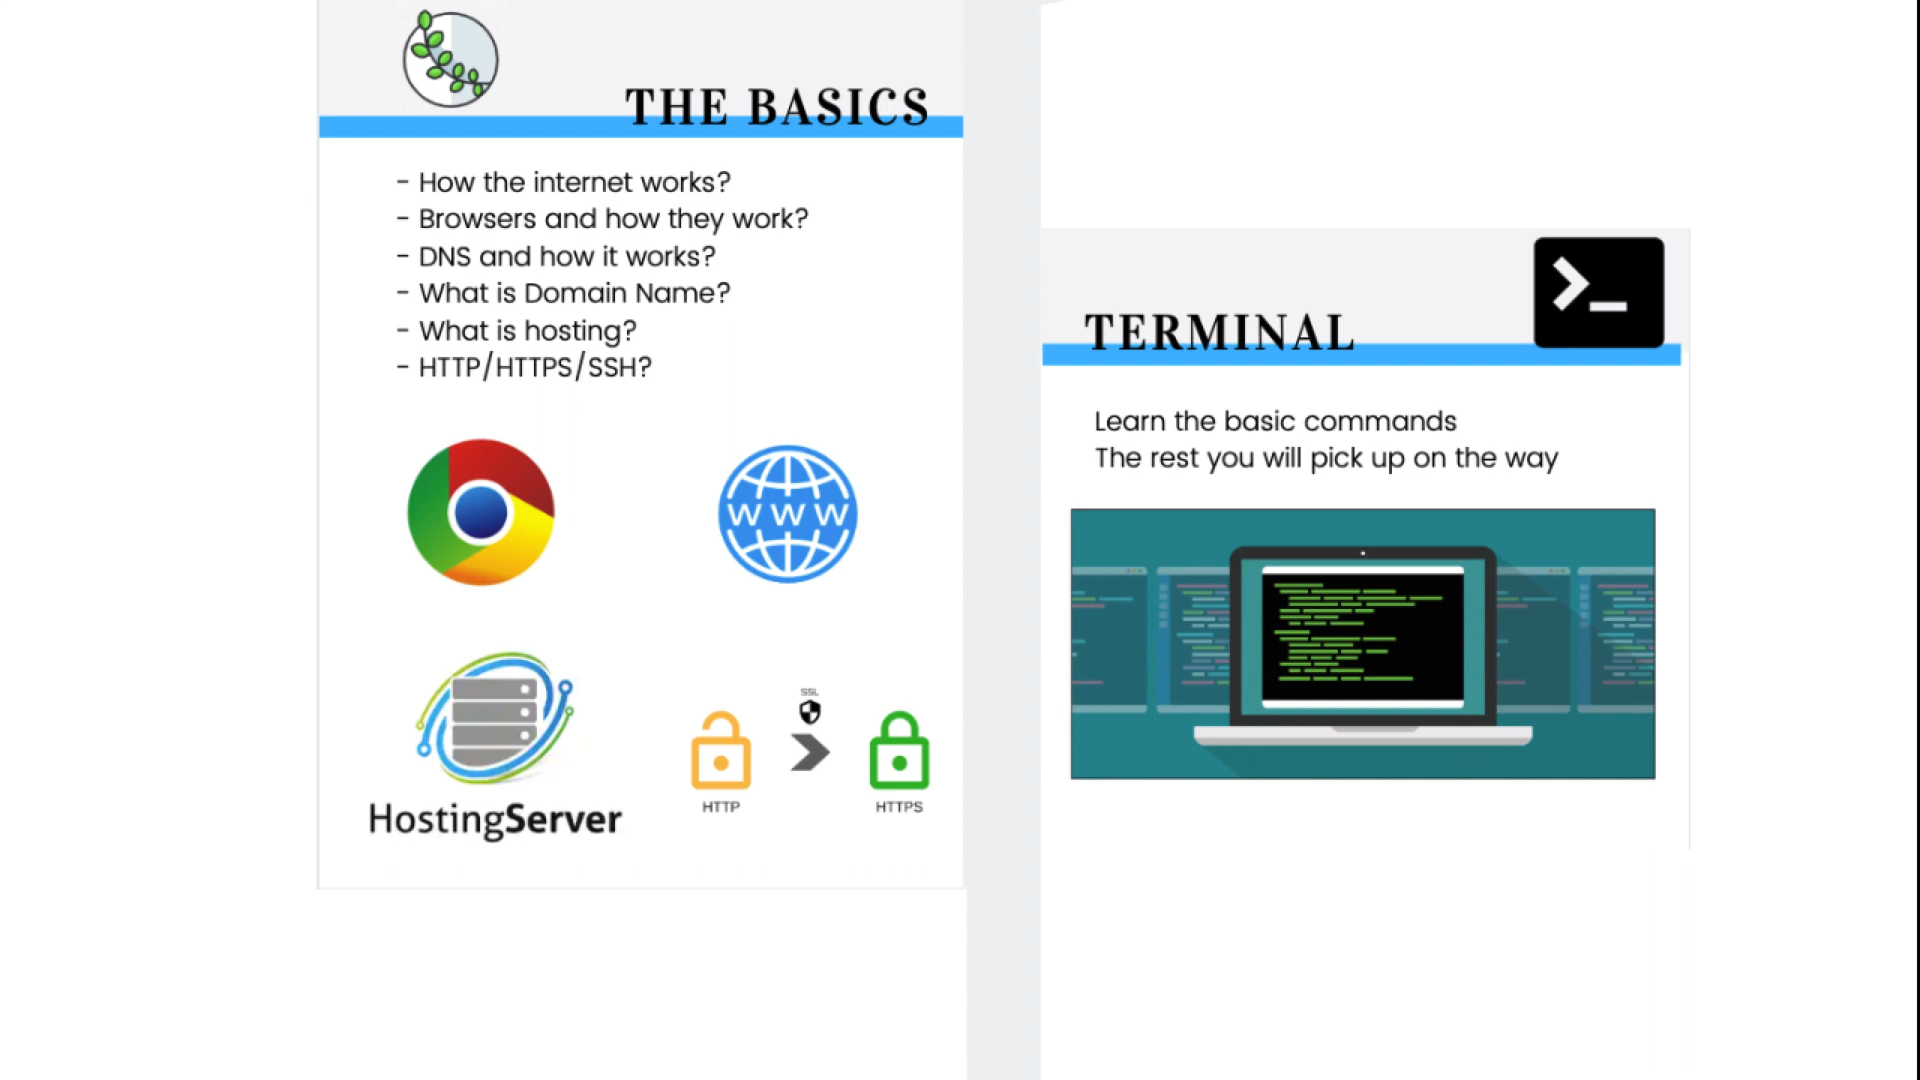 THE BASICS
- How the internet works?
- Browsers and how they work?
- DNS and how it works?
- What is Domain Name?
- What is hosting?
- HTTP/HTTPS/SSH?
WWW
HostingServer
SSL
HTTP
HTTPS
TERMINAL
>_
Learn the basic commands
The rest you will pick up on the way